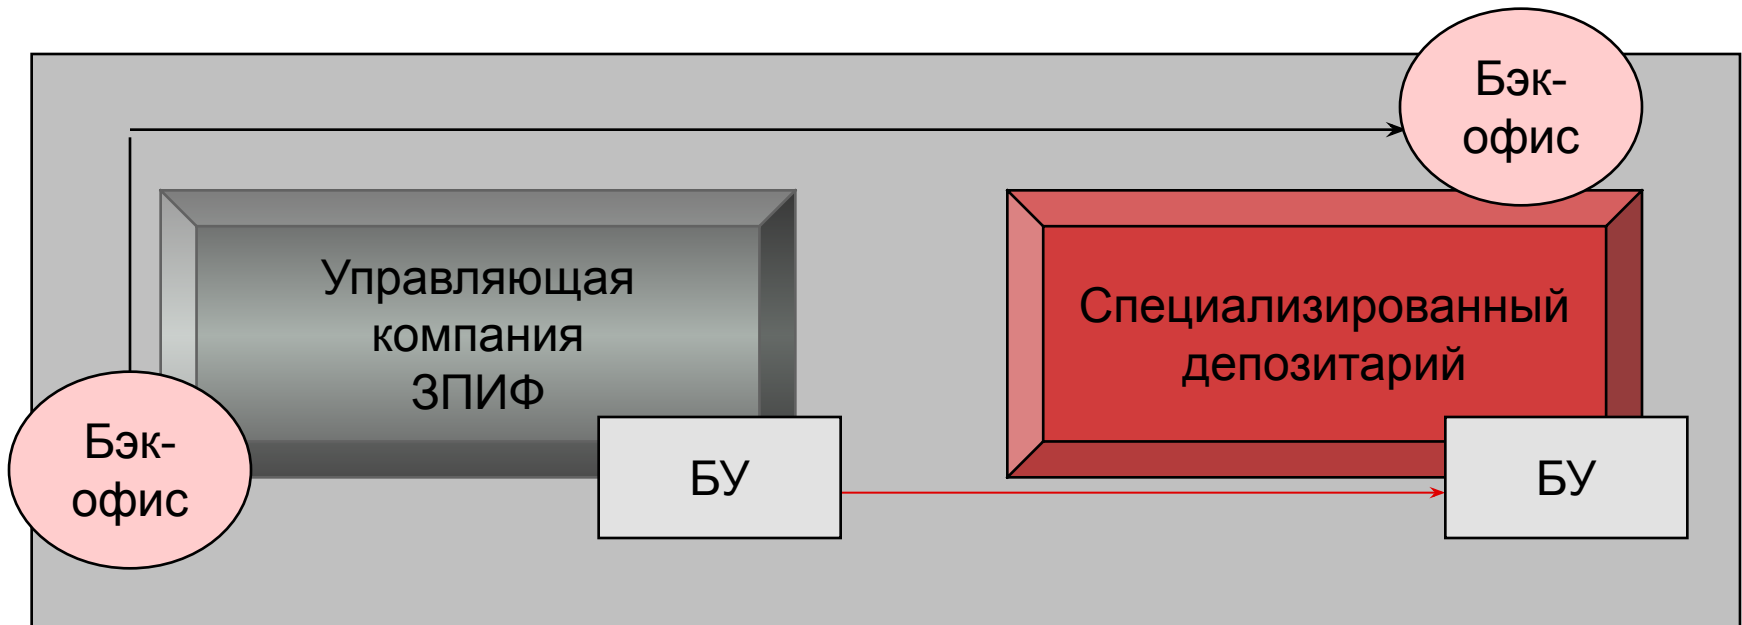 Бэк-
офис
Управляющая
компания
ЗПИФ
Специализированный
депозитарий
Бэк-
офис
БУ
БУ